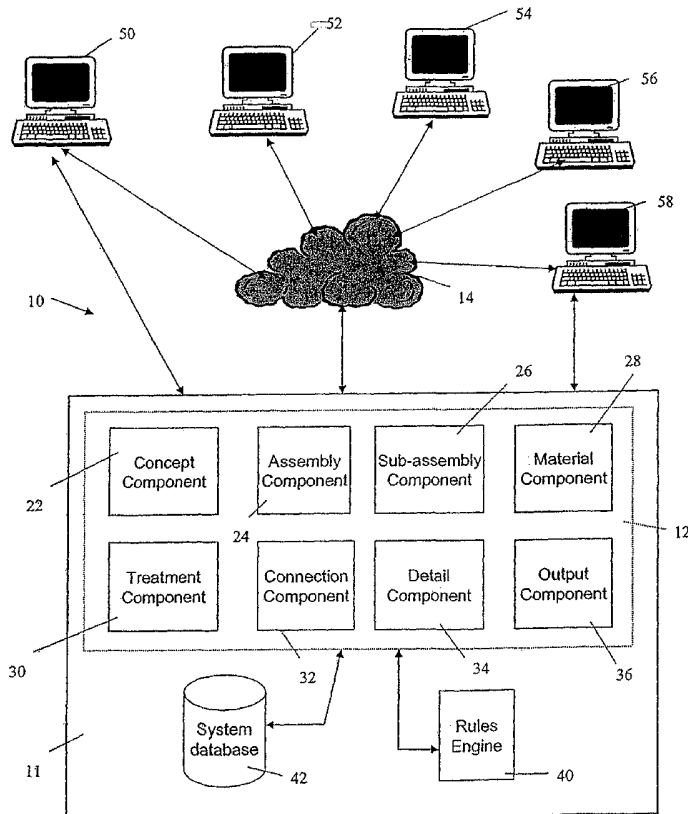 50
52
54
56
58
14
10
26
28
Concept
Component
Assembly
Component
Sub-assembly
Component
Material
Component
22
24
12
Treatment
Component
Connection
Component
Detail
Component
Output
Component
30
32
34
36
System
database
42
Rules
Engine
40
11